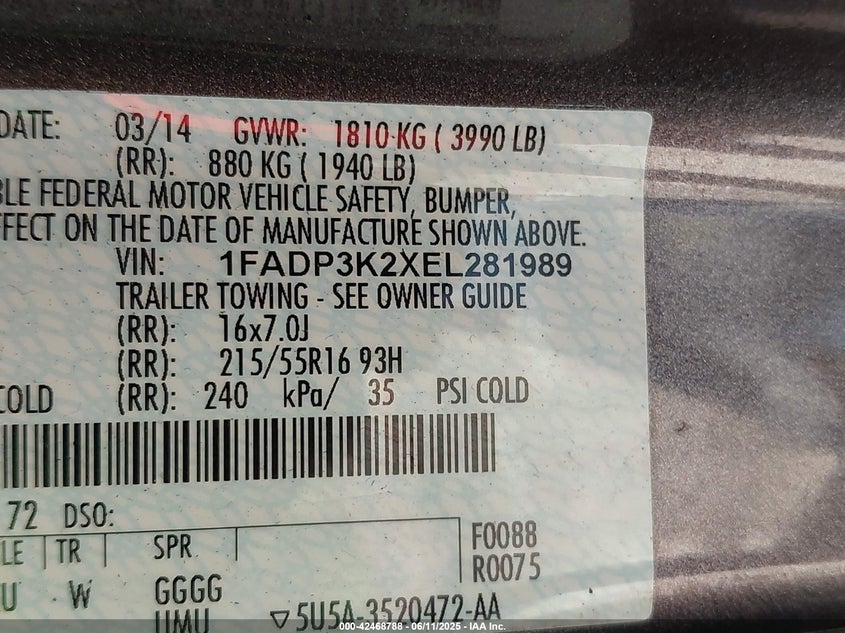 DATE: 03/14 GVWR: 1810 KG ( 3990 LB)
(RR): 880 KG ( 1940 LB)
BLE FEDERAL MOTOR VEHICLE SAFETY, BUMPER,
FFECT ON THE DATE OF MANUFACTURE SHOWN ABOVE.
VIN: 1FADP3K2XEL281989
TRAILER TOWING - SEE OWNER GUIDE
(RR): 16x7.0J
(RR): 215/55R16 93H
COLD (RR): 240 kPa/ 35 PSI COLD
72 DSO:
LE TR SPR F0088
R0075
U W GGGG
UMU ▽5U5A-3520472-AA
000-42468788 - 06/11/2025 - IAA Inc.